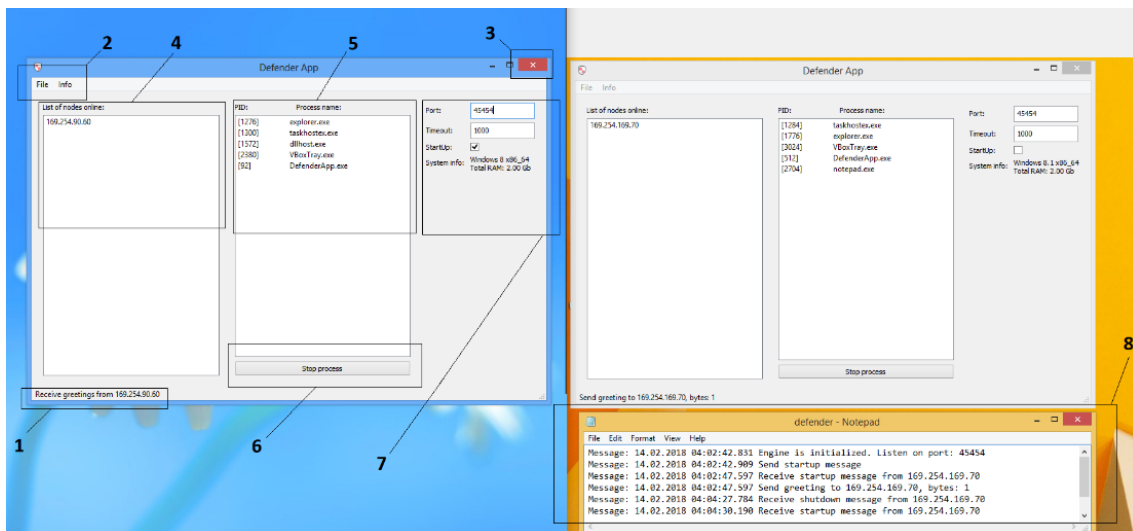 2
4
5
3
Defender App
File Info
List of nodes online:
169.254.90.60
PID: Process name:
[1276] explorer.exe
[1300] taskhostex.exe
[1572] dllhost.exe
[2380] VBoxTray.exe
[92] DefenderApp.exe
Port: 45454
Timeout: 1000
StartUp:
System info: Windows 8 x86_64
Total RAM: 2.00 Gb
Stop process
Receive greetings from 169.254.90.60
1
6
7
Defender App
File Info
List of nodes online:
169.254.169.70
PID: Process name:
[1284] taskhostex.exe
[1776] explorer.exe
[3024] VBoxTray.exe
[512] DefenderApp.exe
[2704] notepad.exe
Port: 45454
Timeout: 1000
StartUp:
System info: Windows 8.1 x86_64
Total RAM: 2.00 Gb
Stop process
Send greeting to 169.254.169.70, bytes: 1
8
defender - Notepad
File Edit Format View Help
Message: 14.02.2018 04:02:42.831 Engine is initialized. Listen on port: 45454
Message: 14.02.2018 04:02:42.909 Send startup message
Message: 14.02.2018 04:02:47.597 Receive startup message from 169.254.169.70
Message: 14.02.2018 04:02:47.597 Send greeting to 169.254.169.70, bytes: 1
Message: 14.02.2018 04:04:27.784 Receive shutdown message from 169.254.169.70
Message: 14.02.2018 04:04:30.190 Receive startup message from 169.254.169.70